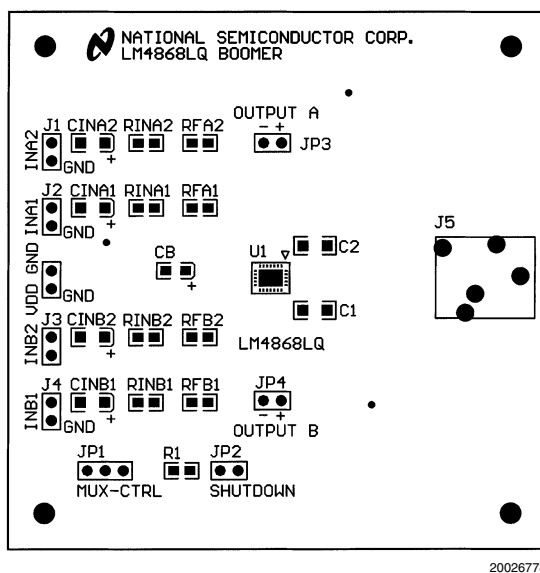 NATIONAL SEMICONDUCTOR CORP.
LM4868LQ BOOMER
OUTPUT A
- +
JP3
J1 CINA2 RINA2 RFA2
INA2
GND +
J2 CINA1 RINA1 RFA1
INA1
GND +
J5
CB
U1
C2
VDD GND
GND
+
C1
J3 CINB2 RINB2 RFB2
INB2
+
LM4868LQ
J4 CINB1 RINB1 RFB1
INB1
GND +
JP4
- +
OUTPUT B
JP1 R1 JP2
MUX-CTRL SHUTDOWN